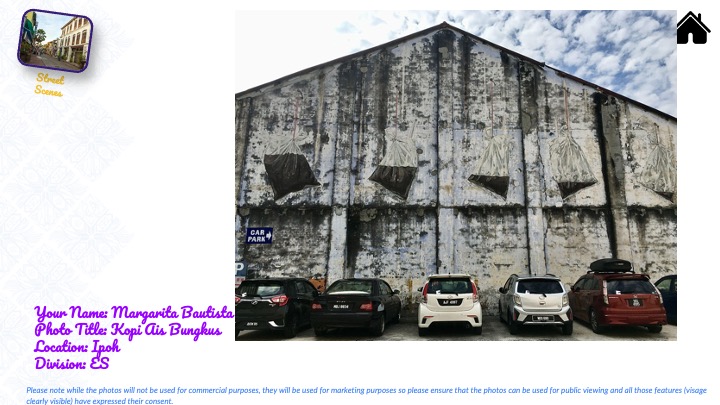 Street
Scenes
CAR
PARK
P
Your Name: Margarita Bautista
Photo Title: Kopi Ais Bungkus
Location: Ipoh
Division: ES
Please note while the photos will not be used for commercial purposes, they will be used for marketing purposes so please ensure that the photos can be used for public viewing and all those features (visage
clearly visible) have expressed their consent.